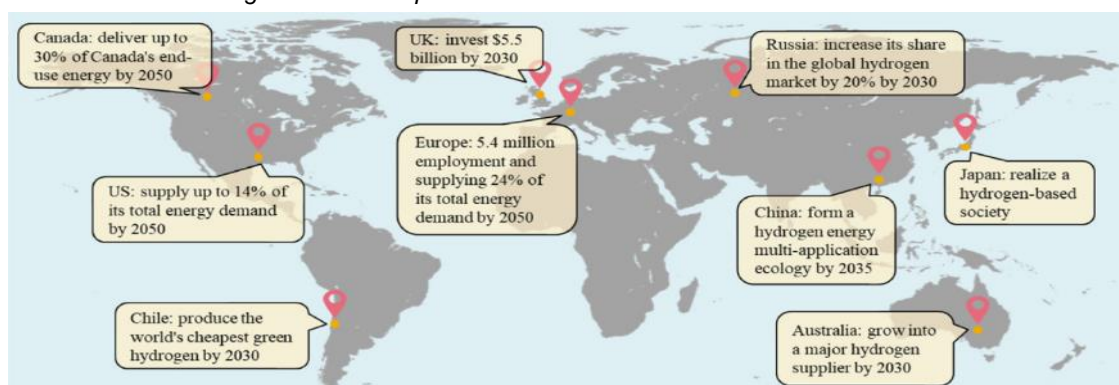 Canada: deliver up to
30% of Canada's end-
use energy by 2050
UK: invest $5.5
billion by 2030
Russia: increase its share
in the global hydrogen
market by 20% by 2030
US: supply up to 14% of
its total energy demand
by 2050
Europe: 5.4 million
employment and
supplying 24% of
its total energy
demand by 2050
China: form a
hydrogen energy
multi-application
ecology by 2035
Japan: realize a
hydrogen-based
society
Chile: produce the
world's cheapest green
hydrogen by 2030
Australia: grow into
a major hydrogen
supplier by 2030